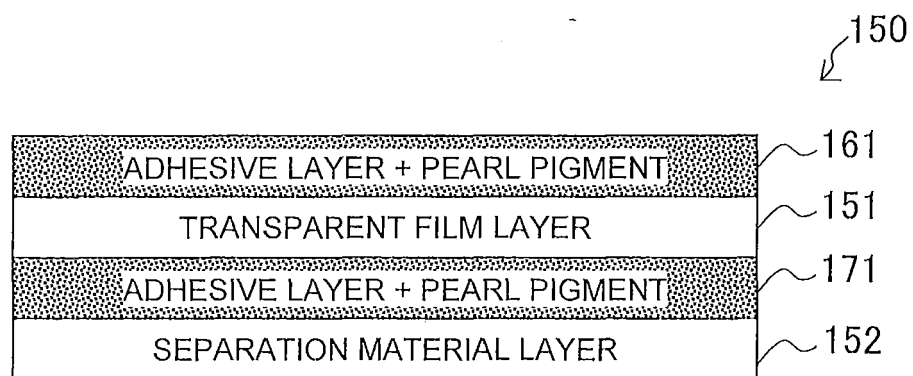 150
ADHESIVE LAYER + PEARL PIGMENT 161
TRANSPARENT FILM LAYER 151
ADHESIVE LAYER + PEARL PIGMENT 171
SEPARATION MATERIAL LAYER 152